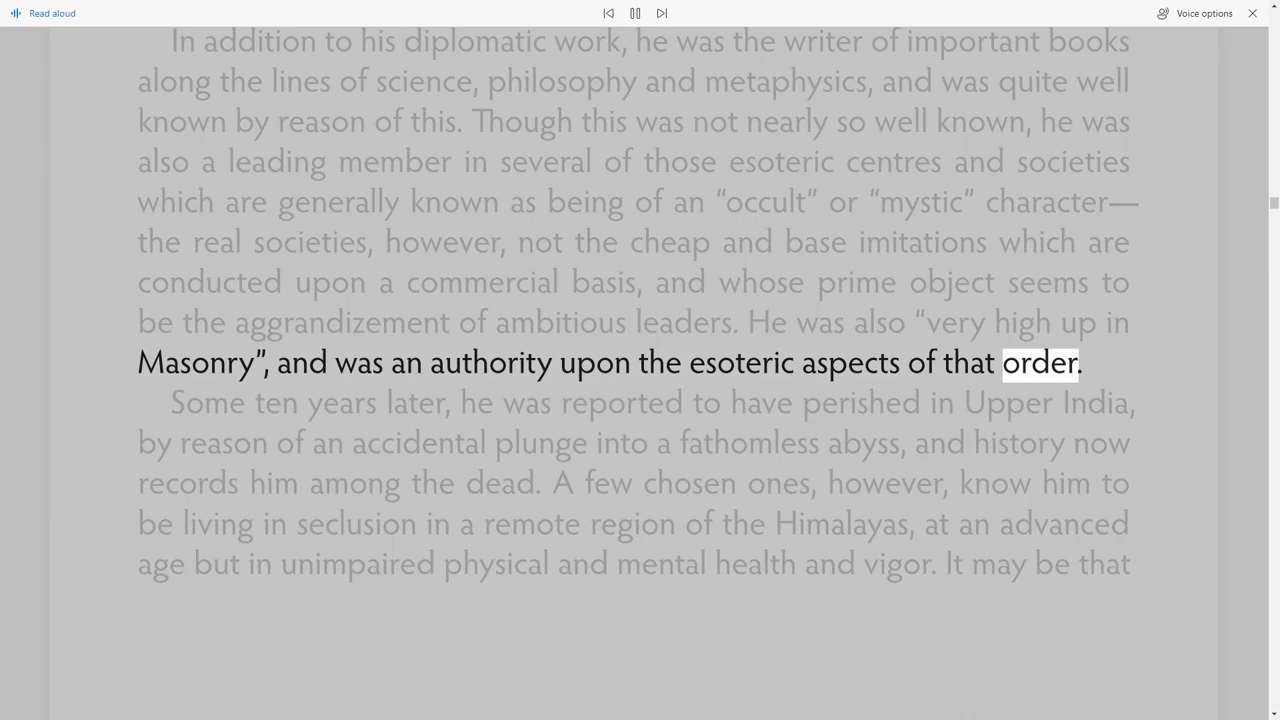 Read aloud
Voice options
In addition to his diplomatic work, he was the writer of important books
along the lines of science, philosophy and metaphysics, and was quite well
known by reason of this. Though this was not nearly so well known, he was
also a leading member in several of those esoteric centres and societies
which are generally known as being of an “occult” or “mystic” character—
the real societies, however, not the cheap and base imitations which are
conducted upon a commercial basis, and whose prime object seems to
be the aggrandizement of ambitious leaders. He was also “very high up in
Masonry”, and was an authority upon the esoteric aspects of that order.
Some ten years later, he was reported to have perished in Upper India,
by reason of an accidental plunge into a fathomless abyss, and history now
records him among the dead. A few chosen ones, however, know him to
be living in seclusion in a remote region of the Himalayas, at an advanced
age but in unimpaired physical and mental health and vigor. It may be that